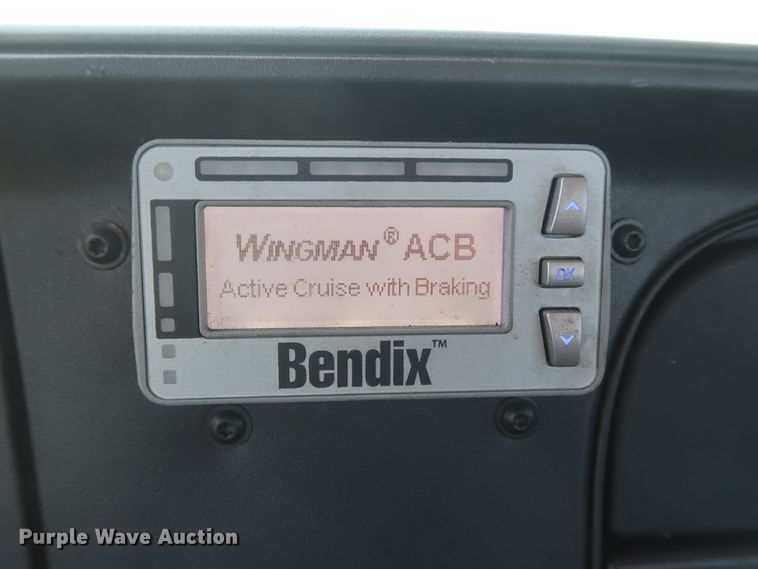 WINGMAN® ACB
Active Cruise with Braking
OK
Bendix™
Purple Wave Auction